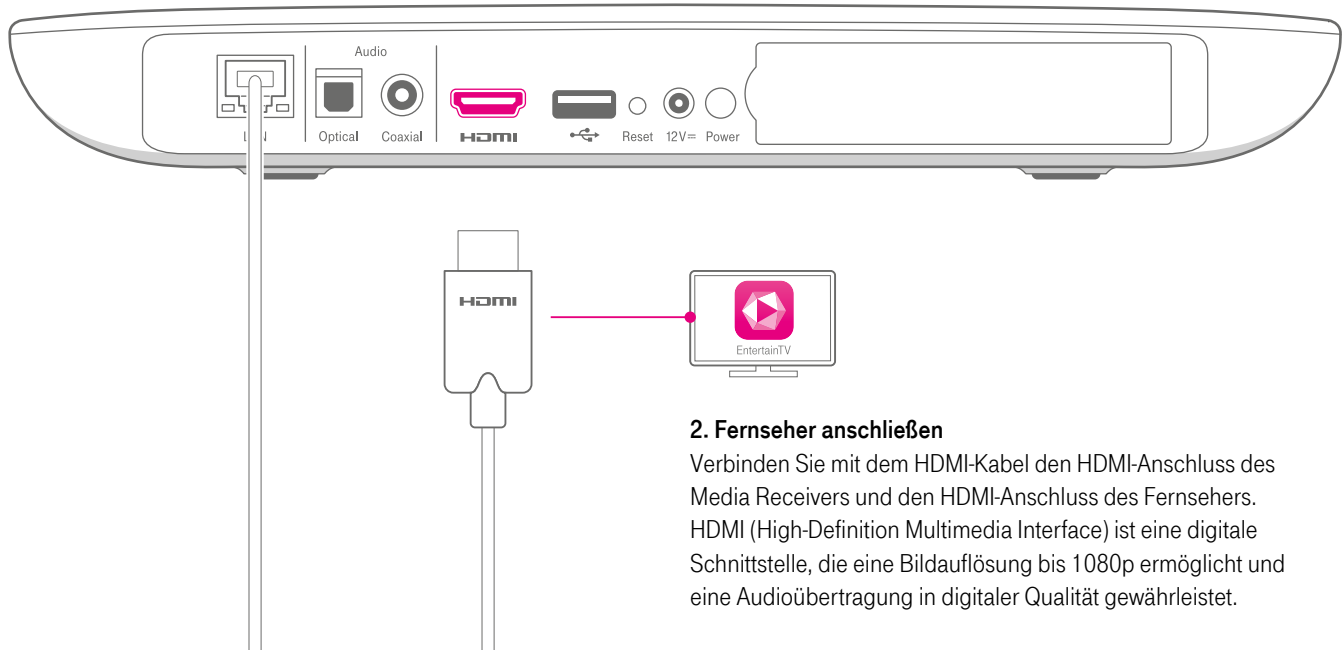 Audio
LAN
Optical
Coaxial
HDMI
Reset
12V=
Power
HDMI
EntertainTV
2. Fernseher anschließen
Verbinden Sie mit dem HDMI-Kabel den HDMI-Anschluss des
Media Receivers und den HDMI-Anschluss des Fernsehers.
HDMI (High-Definition Multimedia Interface) ist eine digitale
Schnittstelle, die eine Bildauflösung bis 1080p ermöglicht und
eine Audioübertragung in digitaler Qualität gewährleistet.